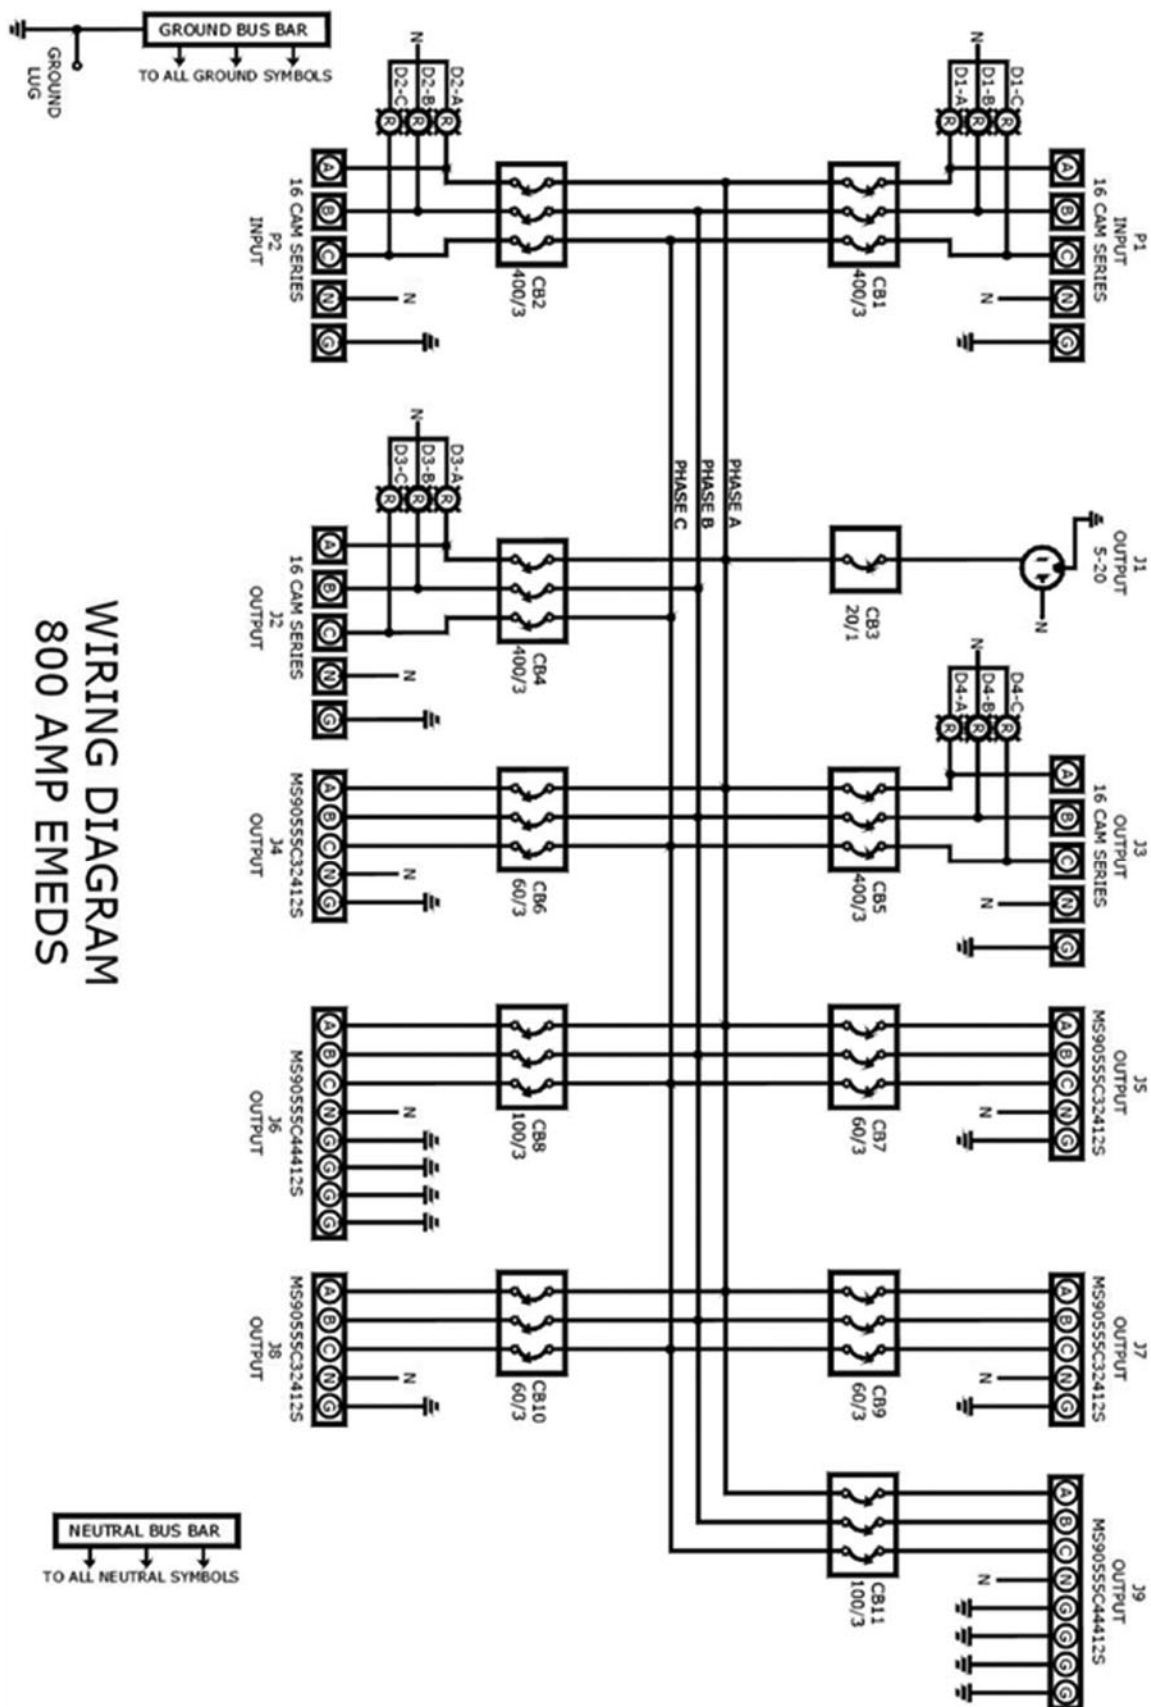 GROUND BUS BAR
TO ALL GROUND SYMBOLS
GROUND
LUG
N
D2-A
D2-B
D2-C
R
R
R
N
D1-C
D1-B
D1-A
R
R
R
A
B
C
N
G
16 CAM SERIES
P2
INPUT
N
CB2
400/3
CB1
400/3
A
B
C
N
G
P1
INPUT
16 CAM SERIES
N
PHASE A
PHASE B
PHASE C
N
D3-A
D3-B
D3-C
R
R
R
A
B
C
N
G
16 CAM SERIES
J2
OUTPUT
N
CB4
400/3
CB3
20/1
J1
OUTPUT
5-20
N
N
D4-C
D4-B
D4-A
R
R
R
A
B
C
N
G
J3
OUTPUT
16 CAM SERIES
N
CB5
400/3
A
B
C
N
G
MS90555C32412S
J4
OUTPUT
N
CB6
60/3
A
B
C
N
G
J5
OUTPUT
MS90555C32412S
N
CB7
60/3
A
B
C
N
G
G
G
G
MS90555C44412S
J6
OUTPUT
N
CB8
100/3
A
B
C
N
G
J7
OUTPUT
MS90555C32412S
N
CB9
60/3
A
B
C
N
G
MS90555C32412S
J8
OUTPUT
N
CB10
60/3
A
B
C
N
G
G
G
G
J9
OUTPUT
MS90555C44412S
N
CB11
100/3
WIRING DIAGRAM
800 AMP EMEDS
NEUTRAL BUS BAR
TO ALL NEUTRAL SYMBOLS